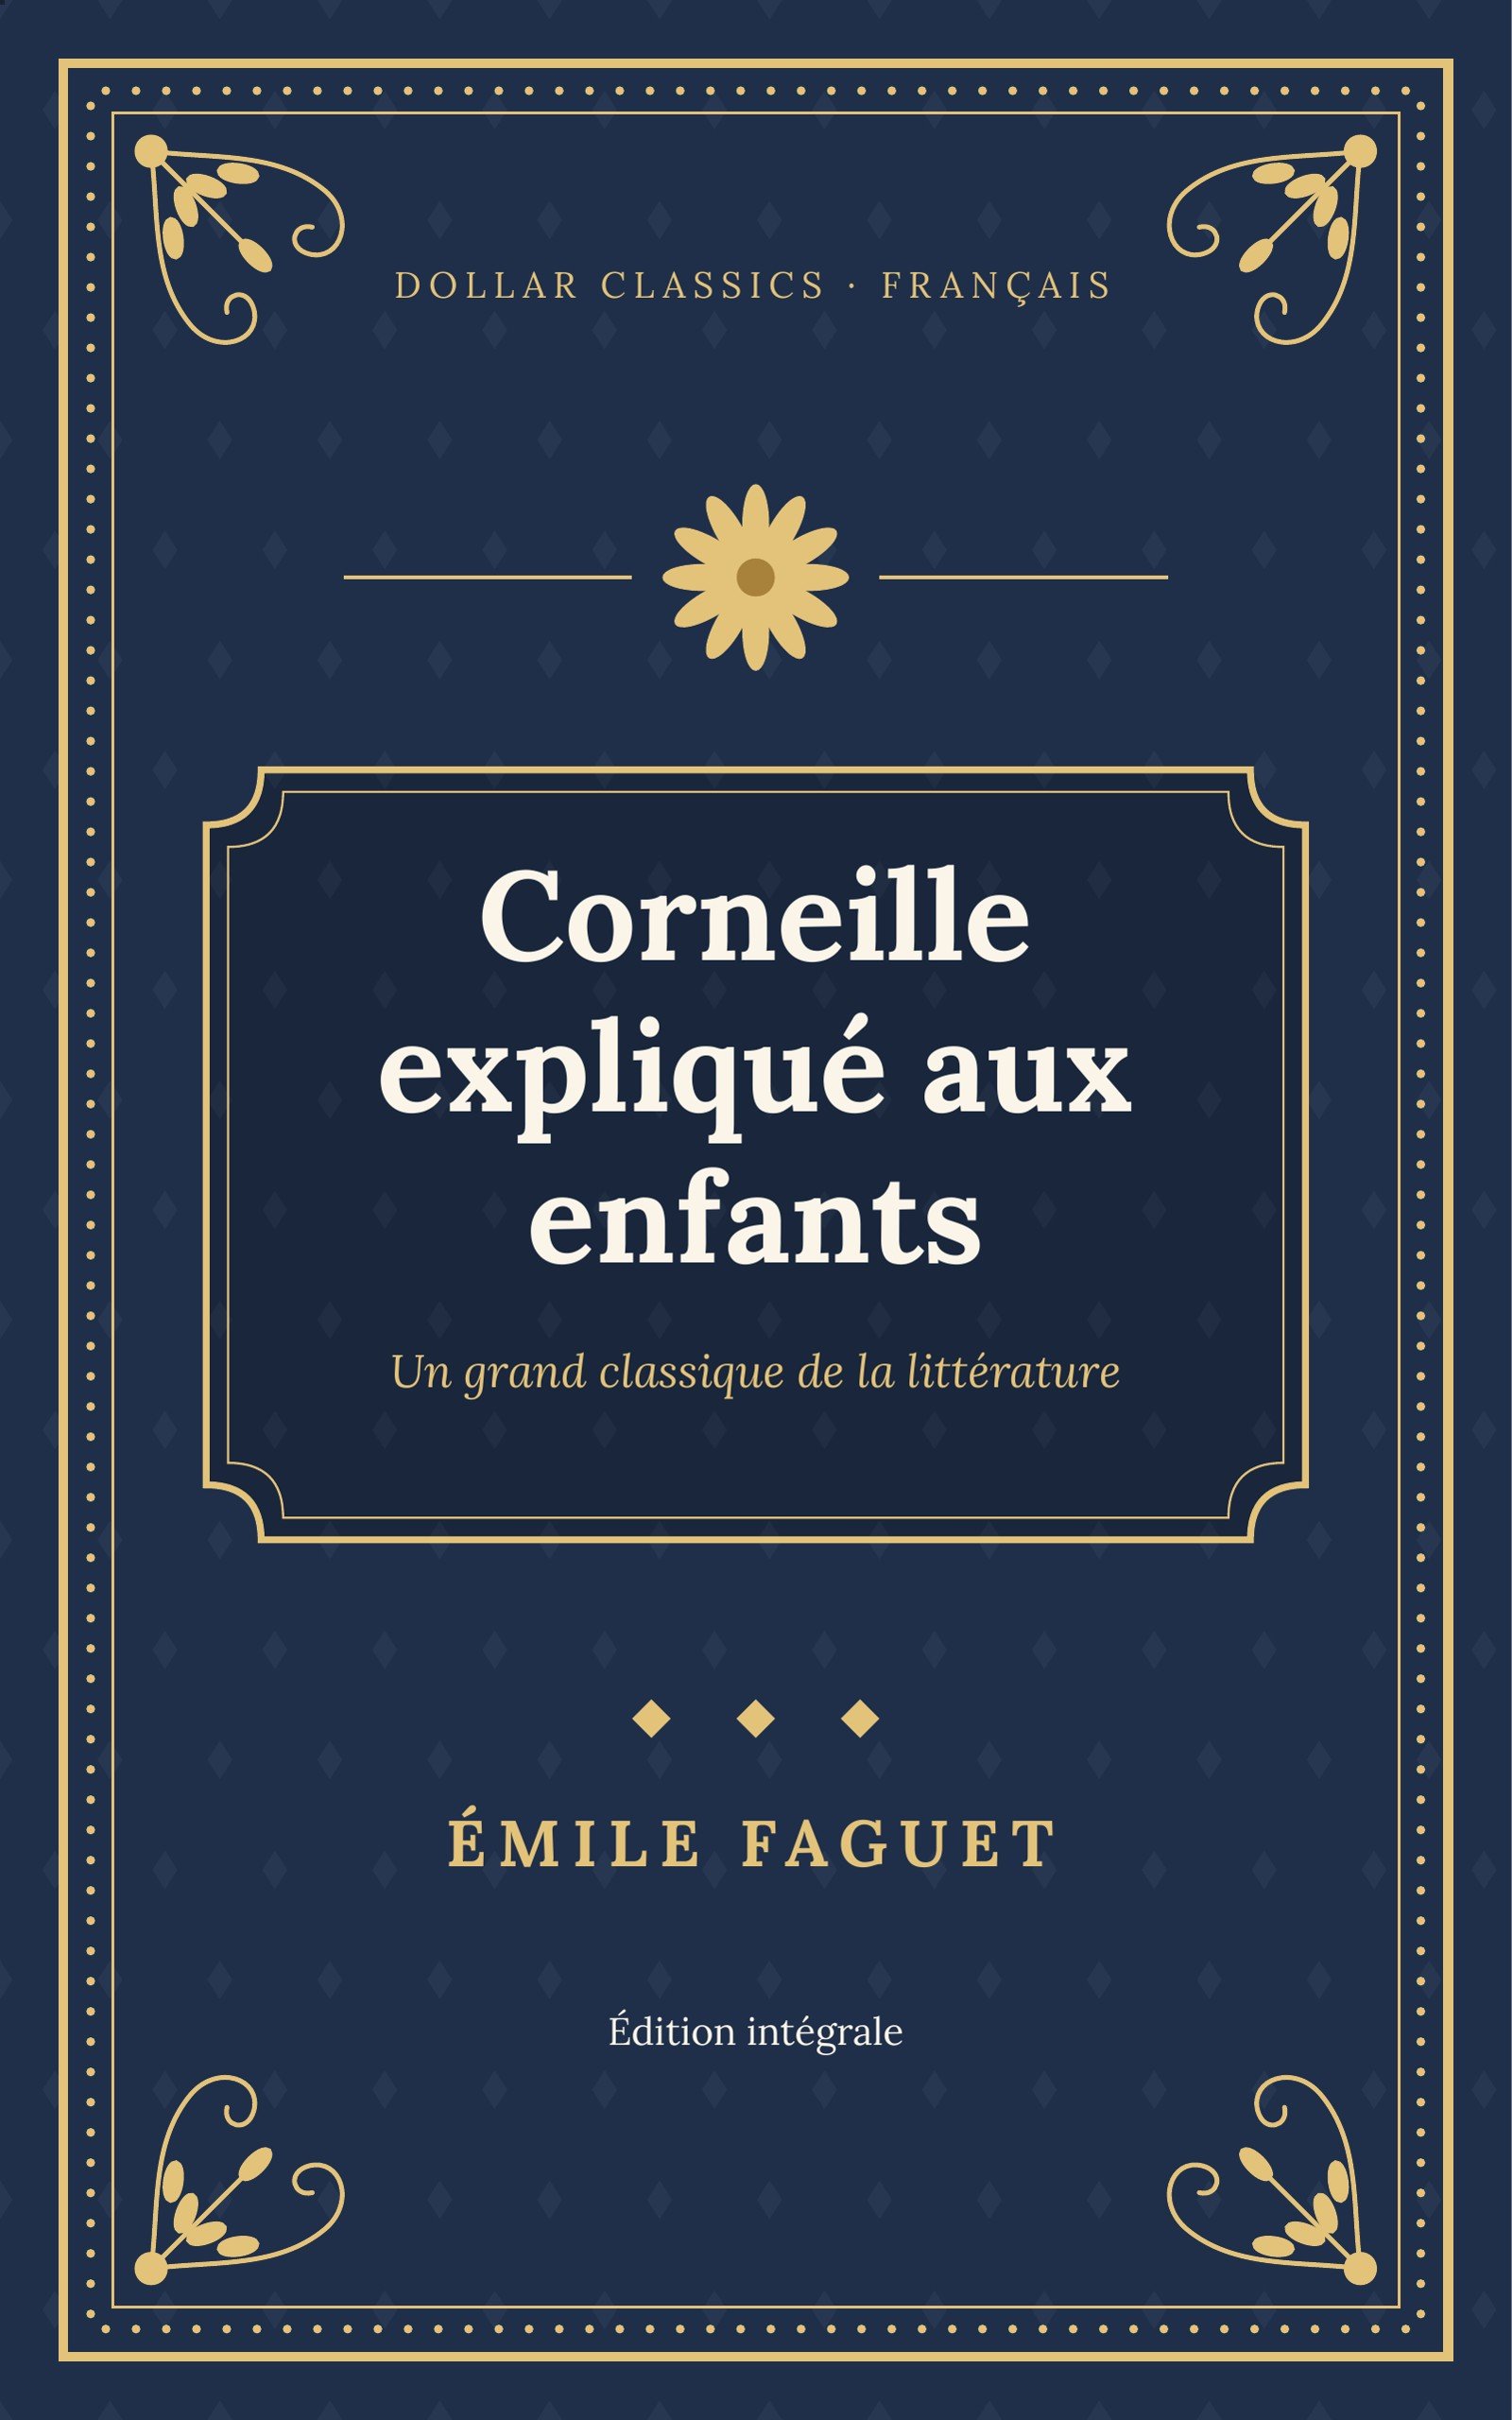 DOLLAR CLASSICS · FRANÇAIS
Corneille
expliqué aux
enfants
Un grand classique de la littérature
ÉMILE FAGUET
Édition intégrale